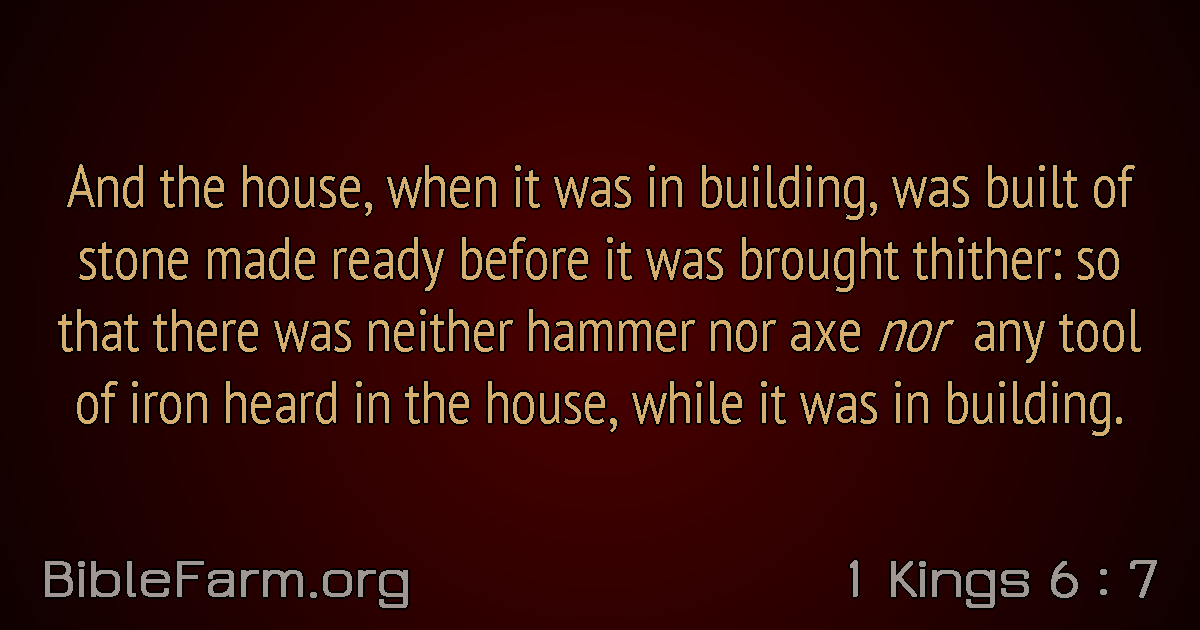 And the house, when it was in building, was built of
stone made ready before it was brought thither: so
that there was neither hammer nor axe nor any tool
of iron heard in the house, while it was in building.
BibleFarm.org
1 Kings 6 : 7